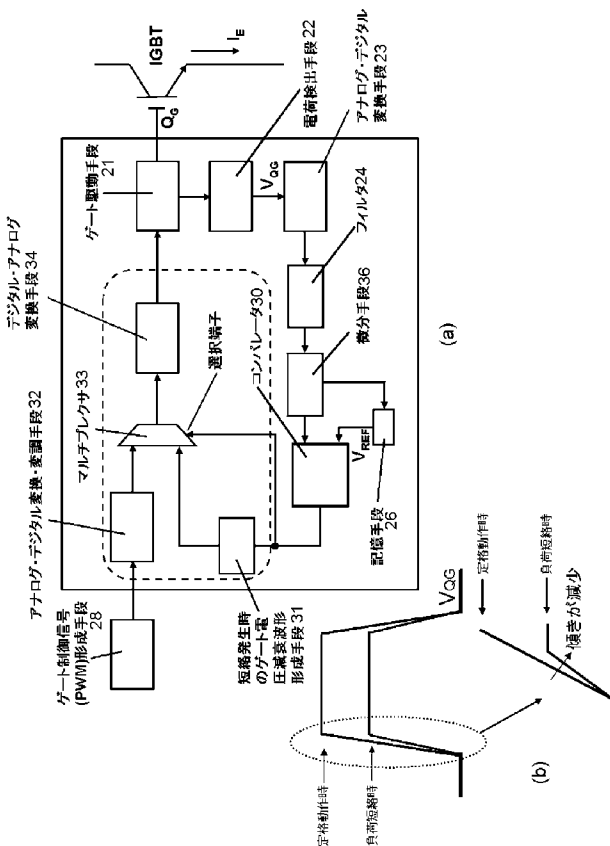 デジタル・アナログ
変換手段34
アナログ・デジタル変換・変調手段32
マルチプレクサ33
ゲート駆動手段
21
IGBT
I_E
Q_G
ゲート制御信号
(PWM)形成手段
28
選択端子
コンパレータ30
V_QG
電荷検出手段22
アナログ・デジタル
変換手段23
フィルタ24
微分手段36
V_REF
記憶手段
26
短絡発生時
のゲート電
圧減衰波形
形成手段31
(a)
定格動作時
負荷短絡時
V_QG
定格動作時
負荷短絡時
傾きが減少
(b)